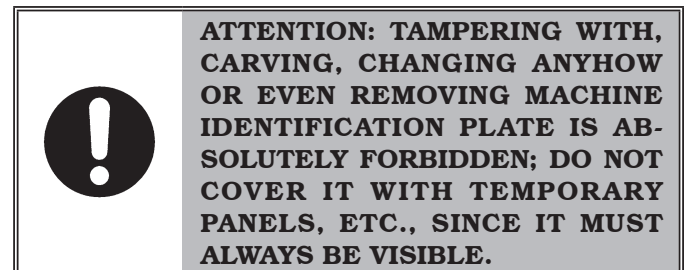 ATTENTION: TAMPERING WITH,
CARVING, CHANGING ANYHOW
OR EVEN REMOVING MACHINE
IDENTIFICATION PLATE IS AB-
SOLUTELY FORBIDDEN; DO NOT
COVER IT WITH TEMPORARY
PANELS, ETC., SINCE IT MUST
ALWAYS BE VISIBLE.